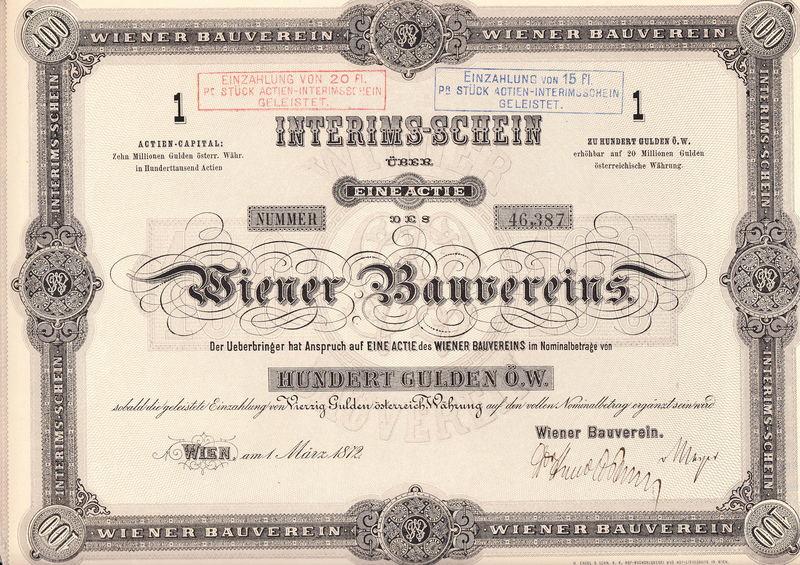 100 WIENER BAUVEREIN WIENER BAUVEREIN 100
EINZAHLUNG VON 20 Fl.
PR STÜCK ACTIEN-INTERIMSSCHEIN
GELEISTET.
EINZAHLUNG VON 15 fl.
PR STÜCK ACTIEN-INTERIMSSCHEIN
GELEISTET.
1
1
INTERIMS-SCHEIN
ACTIEN-CAPITAL:
Zehn Millionen Gulden österr. Währ.
in Hunderttausend Actien
ZU HUNDERT GULDEN Ö.W.
erhöhbar auf 20 Millionen Gulden
österreichische Währung.
ÜBER
EINE ACTIE
NUMMER
DES
46,387
Wiener Bauvereins.
Der Ueberbringer hat Anspruch auf EINE ACTIE des WIENER BAUVEREINS im Nominalbetrage von
HUNDERT GULDEN Ö.W.
sobald die geleistete Einzahlung von Vierzig Gulden österreich. Währung auf den vollen Nominalbetrag ergänzt sein wird
Wiener Bauverein.
WIEN, am 1 März 1872.
Meyer
INTERIMS-SCHEIN
INTERIMS-SCHEIN
INTERIMS-SCHEIN
INTERIMS-SCHEIN
100 WIENER BAUVEREIN WIENER BAUVEREIN 100